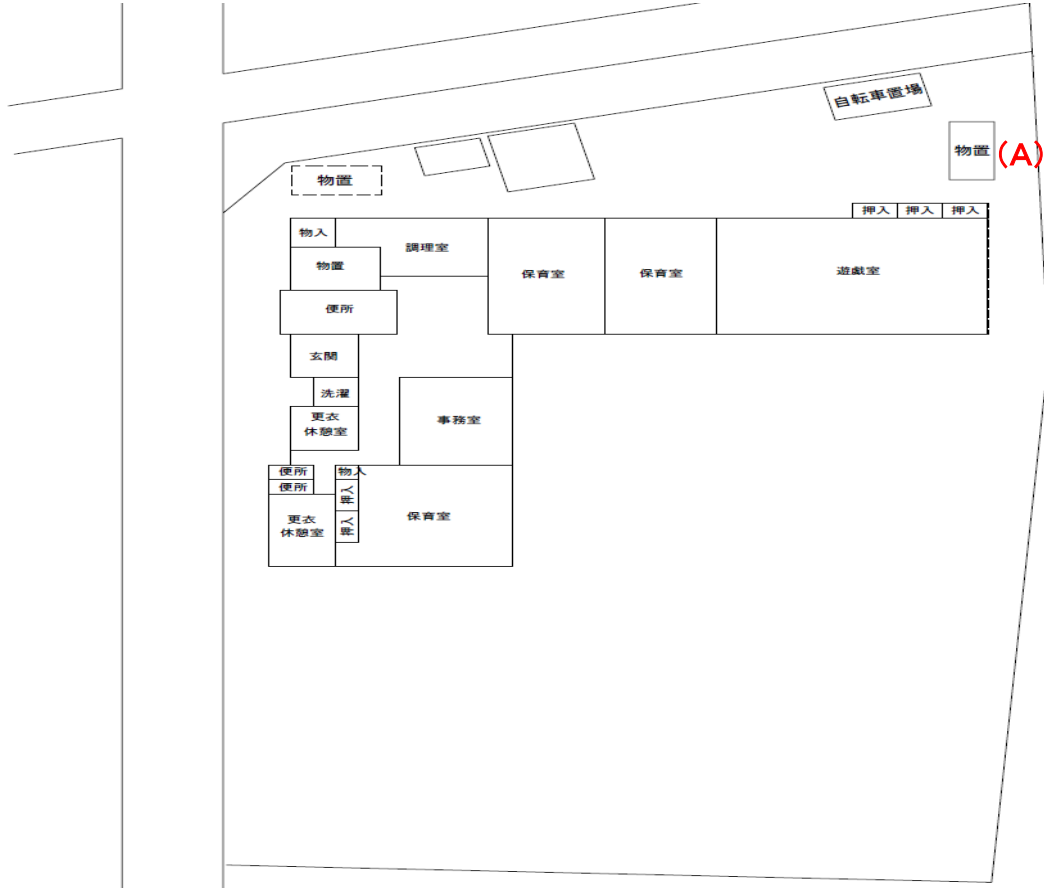 自転車置場
物置 (A)
物置
押入 押入 押入
物入
調理室
物置
保育室
保育室
遊戯室
便所
玄関
洗濯
更衣
休憩室
事務室
便所
物入
便所
押入
押入
更衣
休憩室
保育室